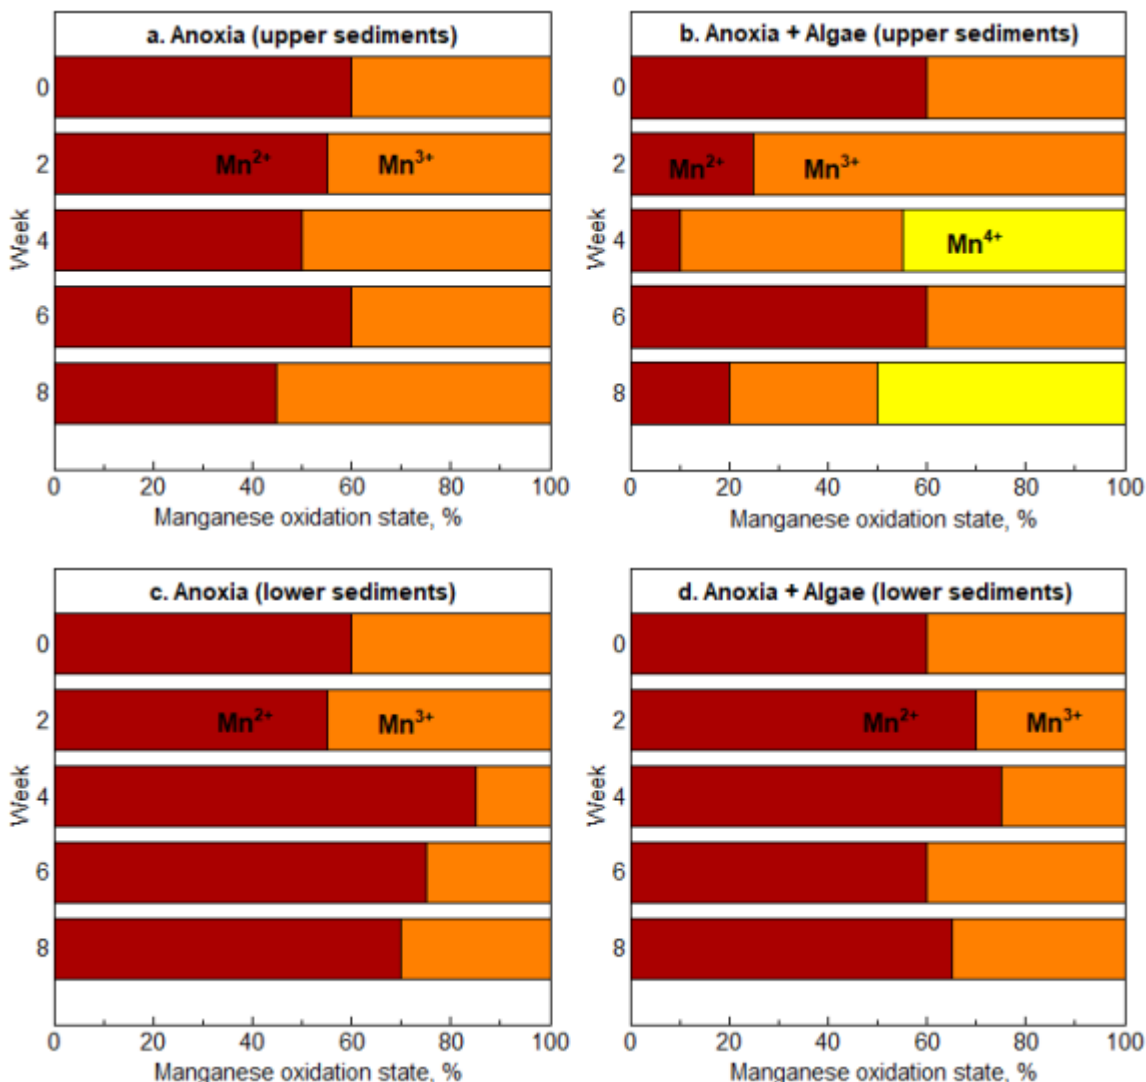 a. Anoxia (upper sediments)
Week
0
2
4
6
8
Mn²⁺ Mn³⁺
0 20 40 60 80 100
Manganese oxidation state, %
b. Anoxia + Algae (upper sediments)
Week
0
2
4
6
8
Mn²⁺ Mn³⁺
Mn⁴⁺
0 20 40 60 80 100
Manganese oxidation state, %
c. Anoxia (lower sediments)
Week
0
2
4
6
8
Mn²⁺ Mn³⁺
0 20 40 60 80 100
Manganese oxidation state, %
d. Anoxia + Algae (lower sediments)
Week
0
2
4
6
8
Mn²⁺ Mn³⁺
0 20 40 60 80 100
Manganese oxidation state, %